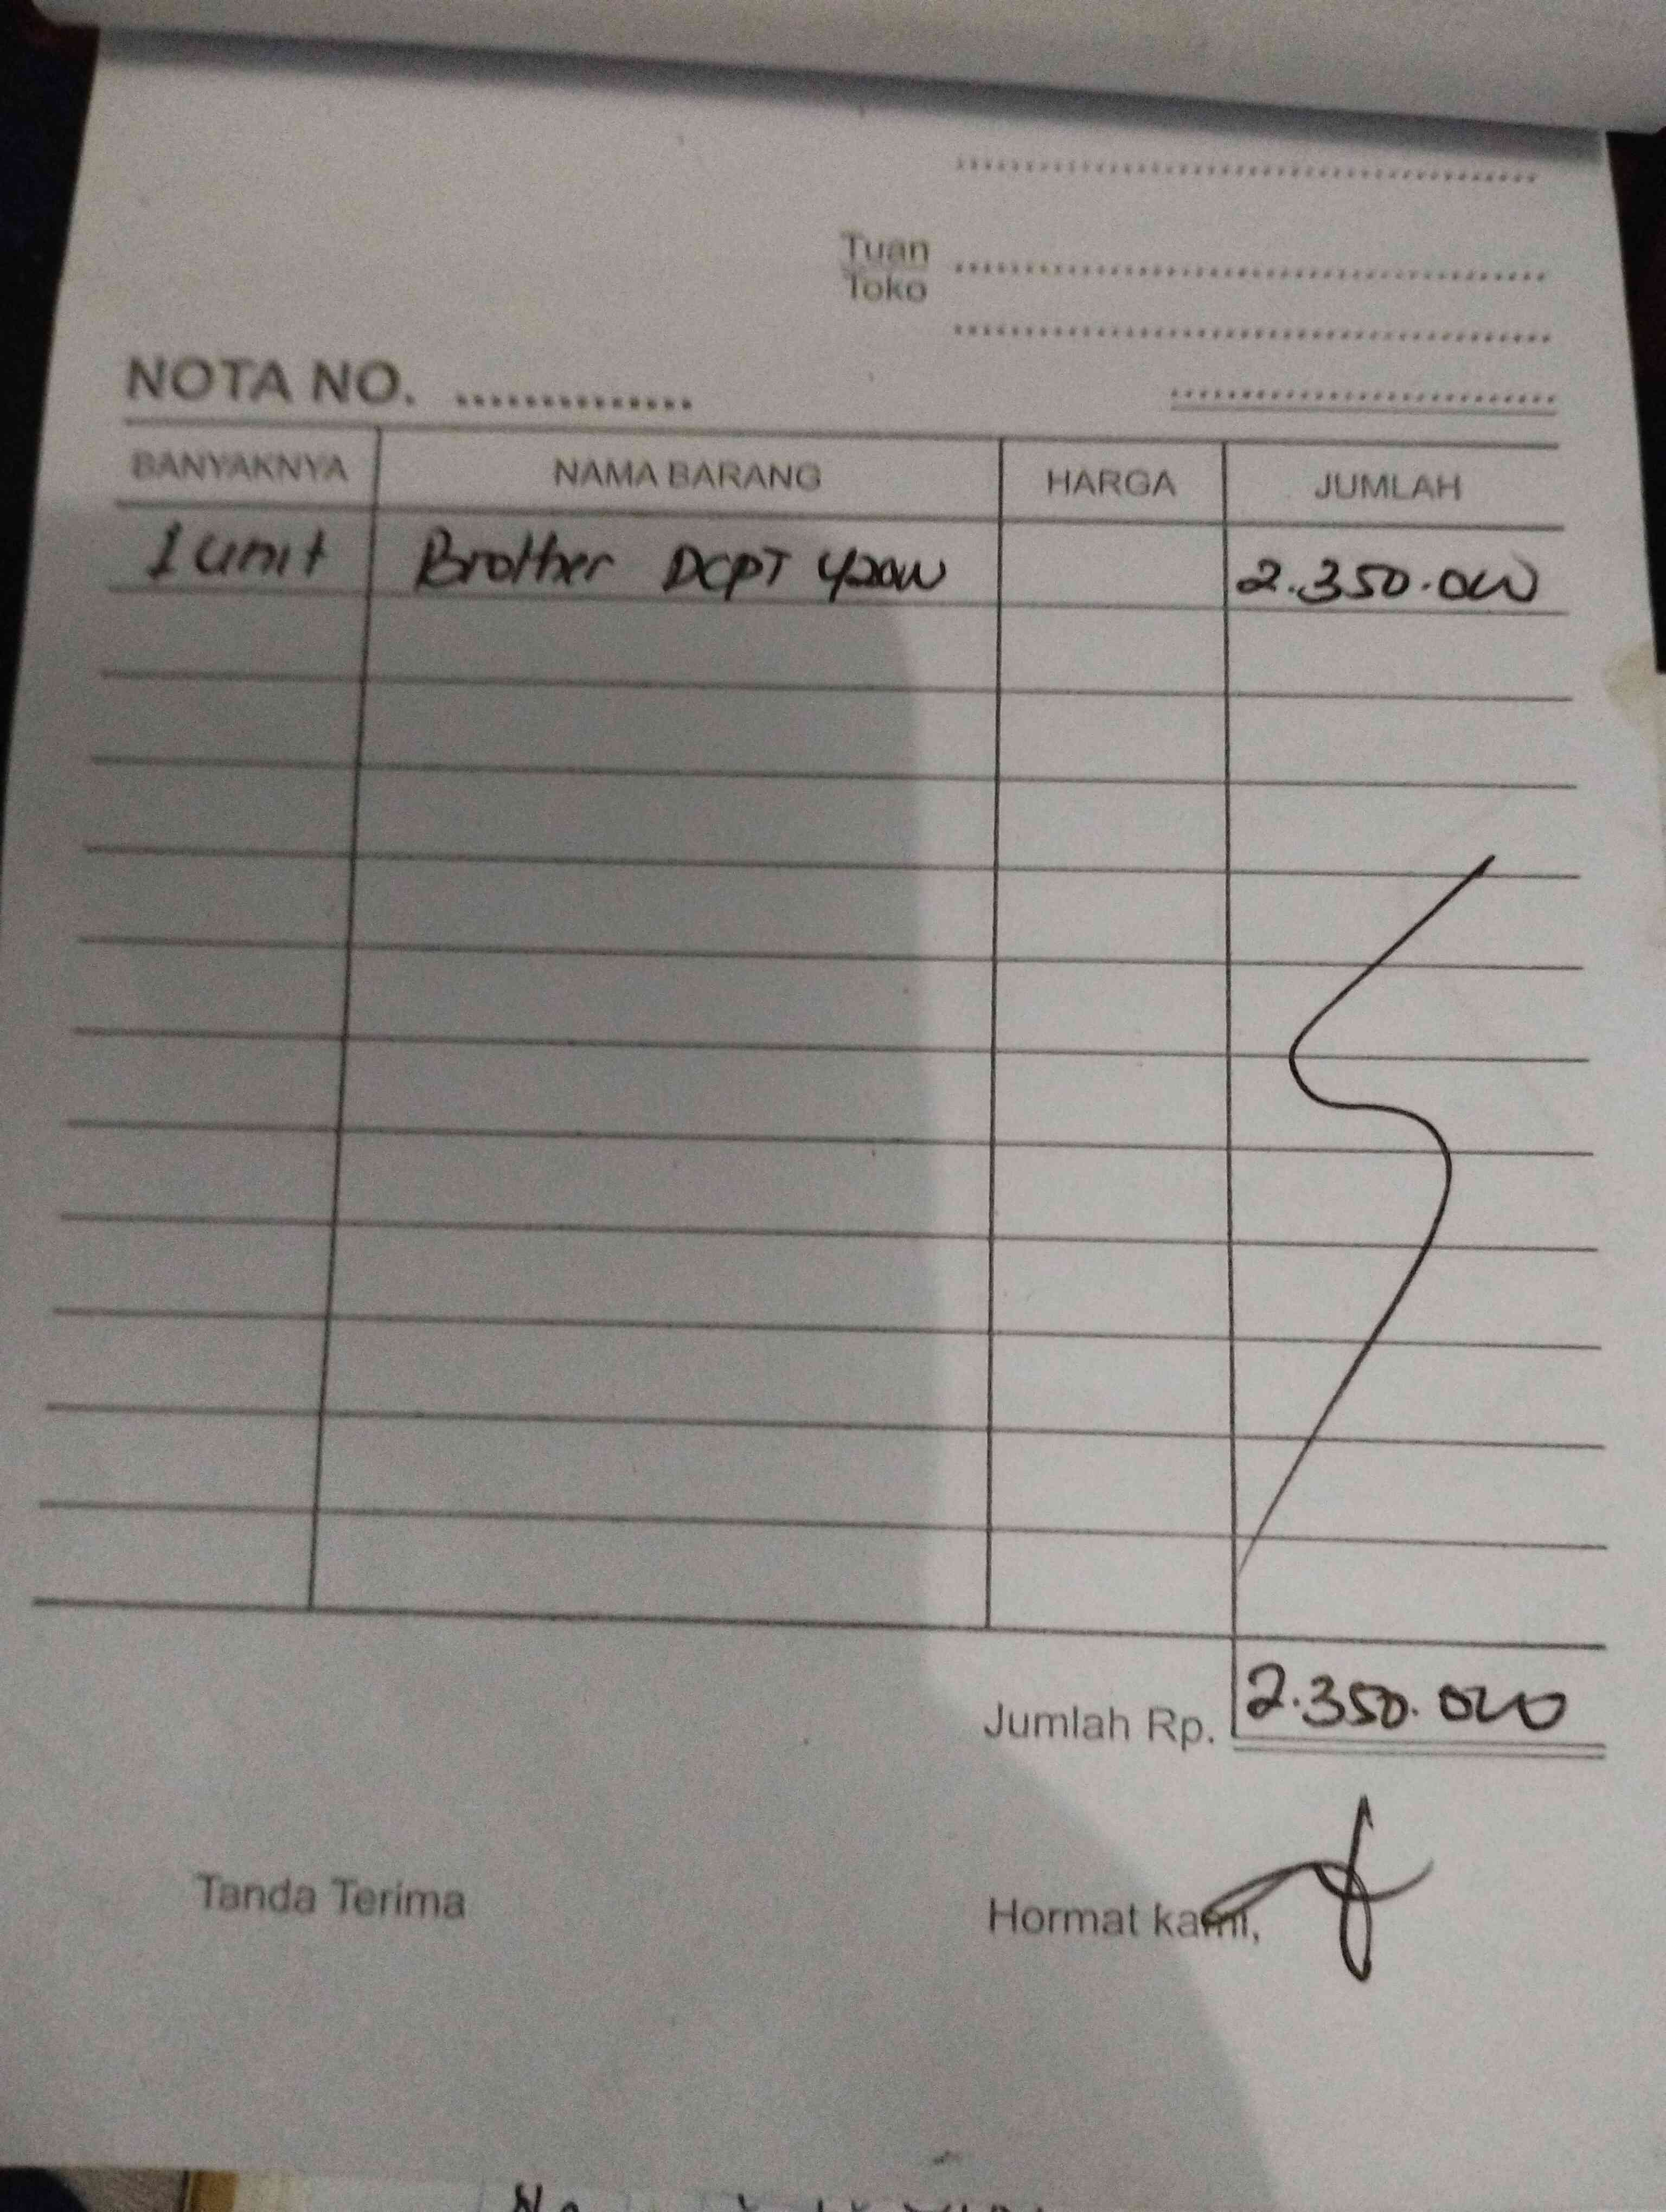 Tuan
Toko
NOTA NO. ..............
BANYAKNYA NAMA BARANG HARGA JUMLAH
1 unit Brother DCPT 420W 2.350.000
Jumlah Rp. 2.350.000
Tanda Terima Hormat kami,